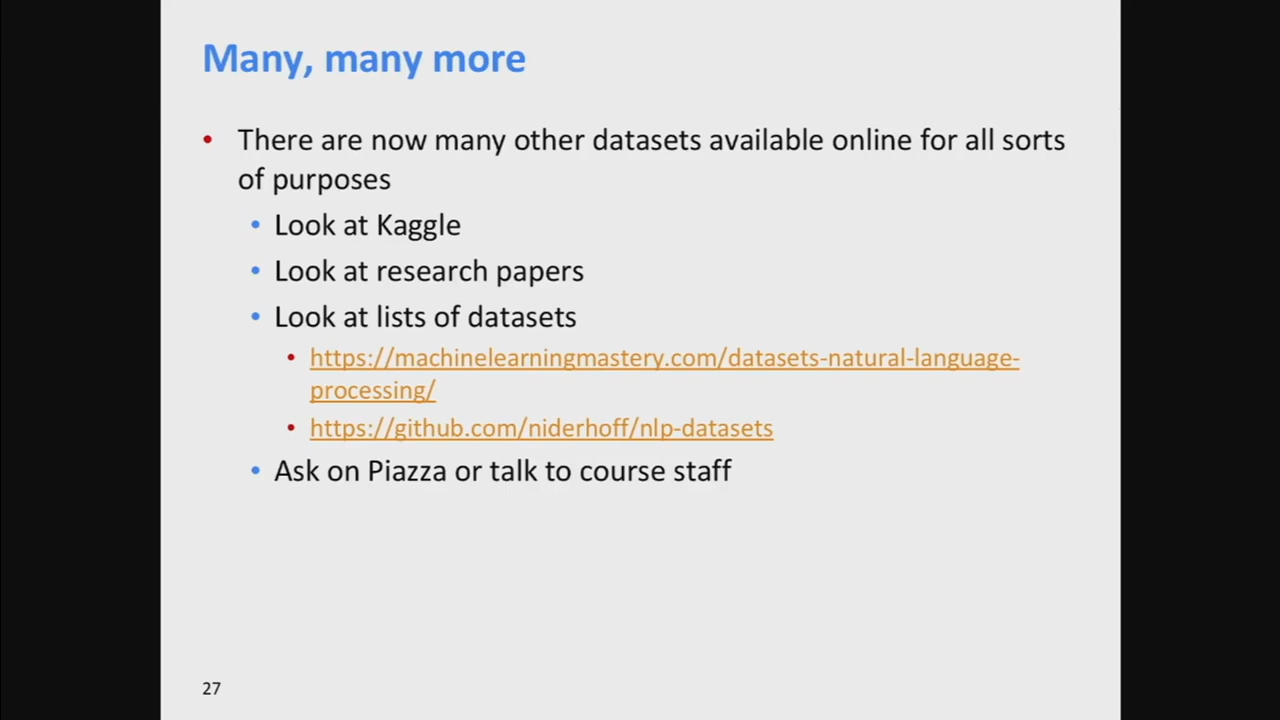 Many, many more
• There are now many other datasets available online for all sorts
of purposes
• Look at Kaggle
• Look at research papers
• Look at lists of datasets
• https://machinelearningmastery.com/datasets-natural-language-
processing/
• https://github.com/niderhoff/nlp-datasets
• Ask on Piazza or talk to course staff
27